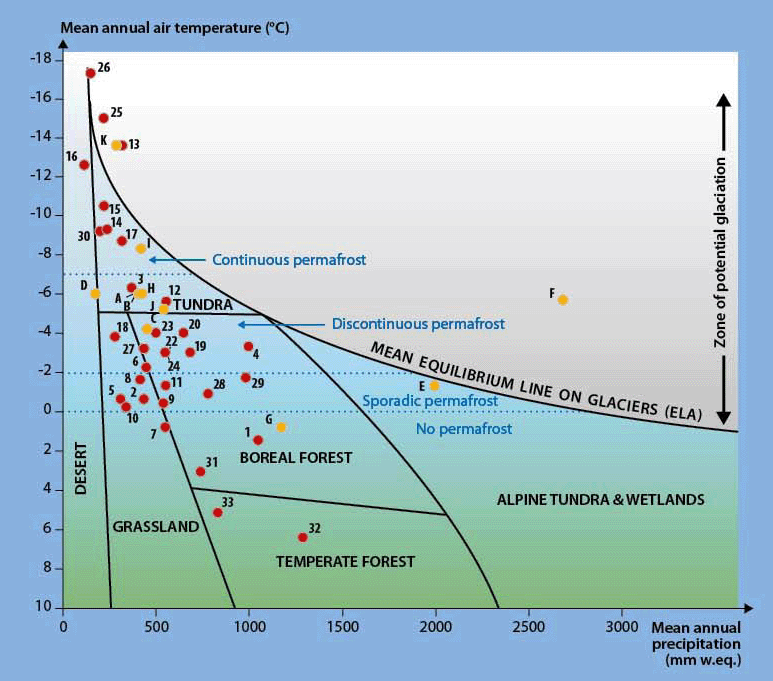 Mean annual air temperature (°C)
-18
26
-16
25
-14
K 13
16
-12
-10
15
14
30 17 I
-8
Continuous permafrost
D 3 H 12
-6
A
B J TUNDRA
F
Zone of potential glaciation
C
18 23 20
Discontinuous permafrost
-4
27 22 19 4
MEAN EQUILIBRIUM LINE ON GLACIERS (ELA)
6 24
-2
8 11 28 29 E
5 2 9
Sporadic permafrost
0
10
7 1 G
No permafrost
2
BOREAL FOREST
31
DESERT
4
33
ALPINE TUNDRA & WETLANDS
GRASSLAND
32
6
TEMPERATE FOREST
8
10
0 500 1000 1500 2000 2500 3000
Mean annual
precipitation
(mm w.eq.)